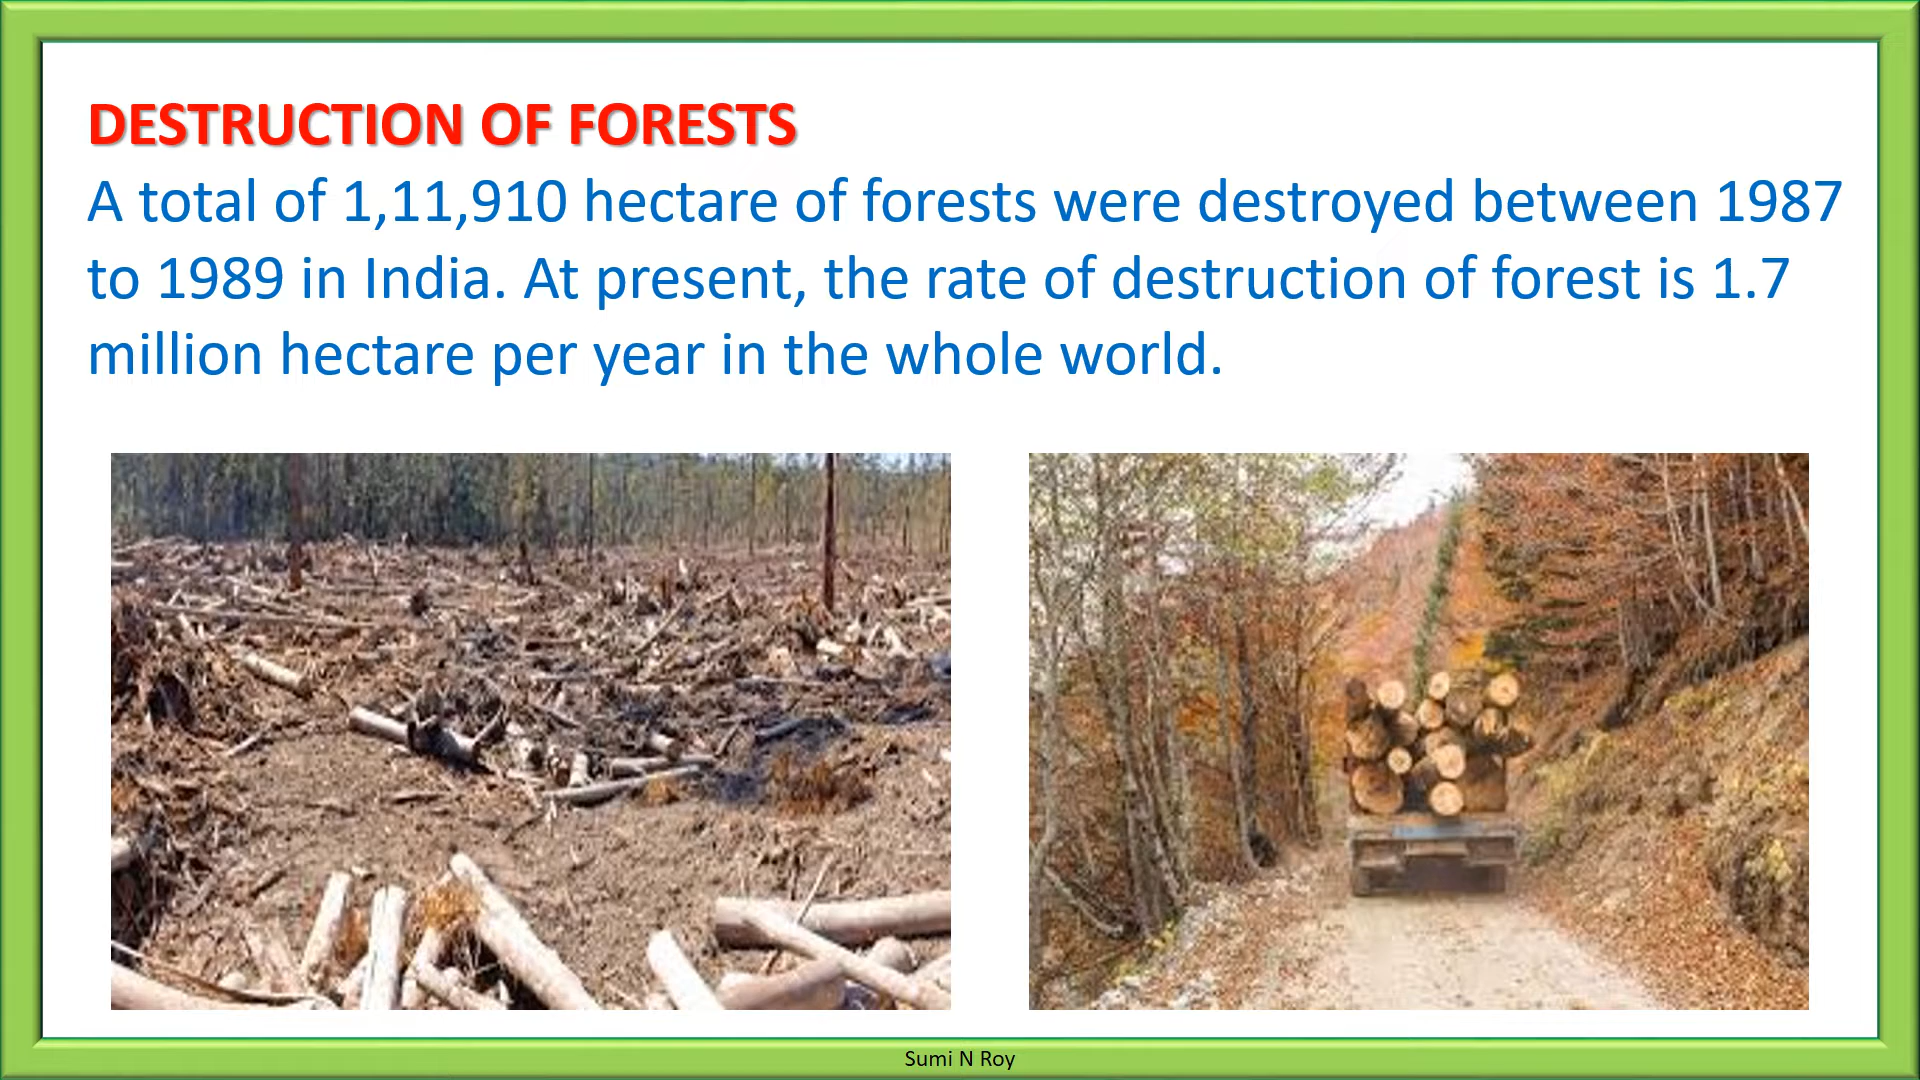 DESTRUCTION OF FORESTS
A total of 1,11,910 hectare of forests were destroyed between 1987
to 1989 in India. At present, the rate of destruction of forest is 1.7
million hectare per year in the whole world.
Sumi N Roy